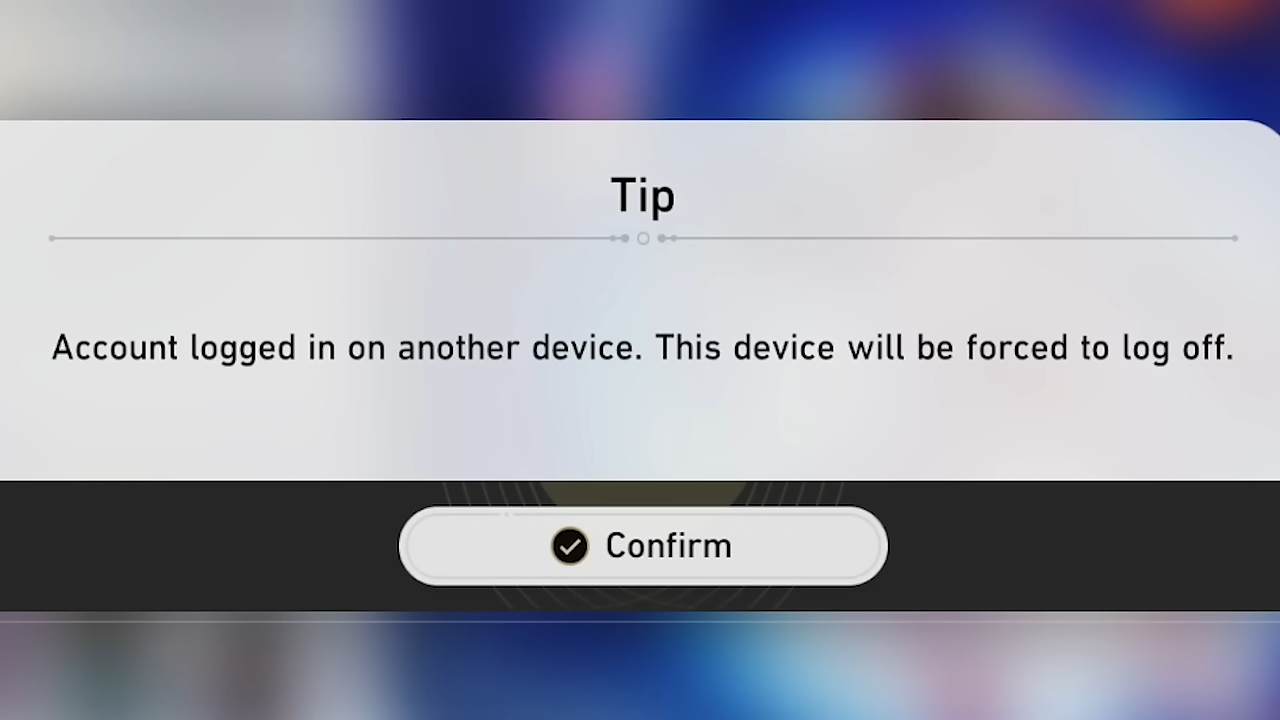 Tip
Account logged in on another device. This device will be forced to log off.
Confirm